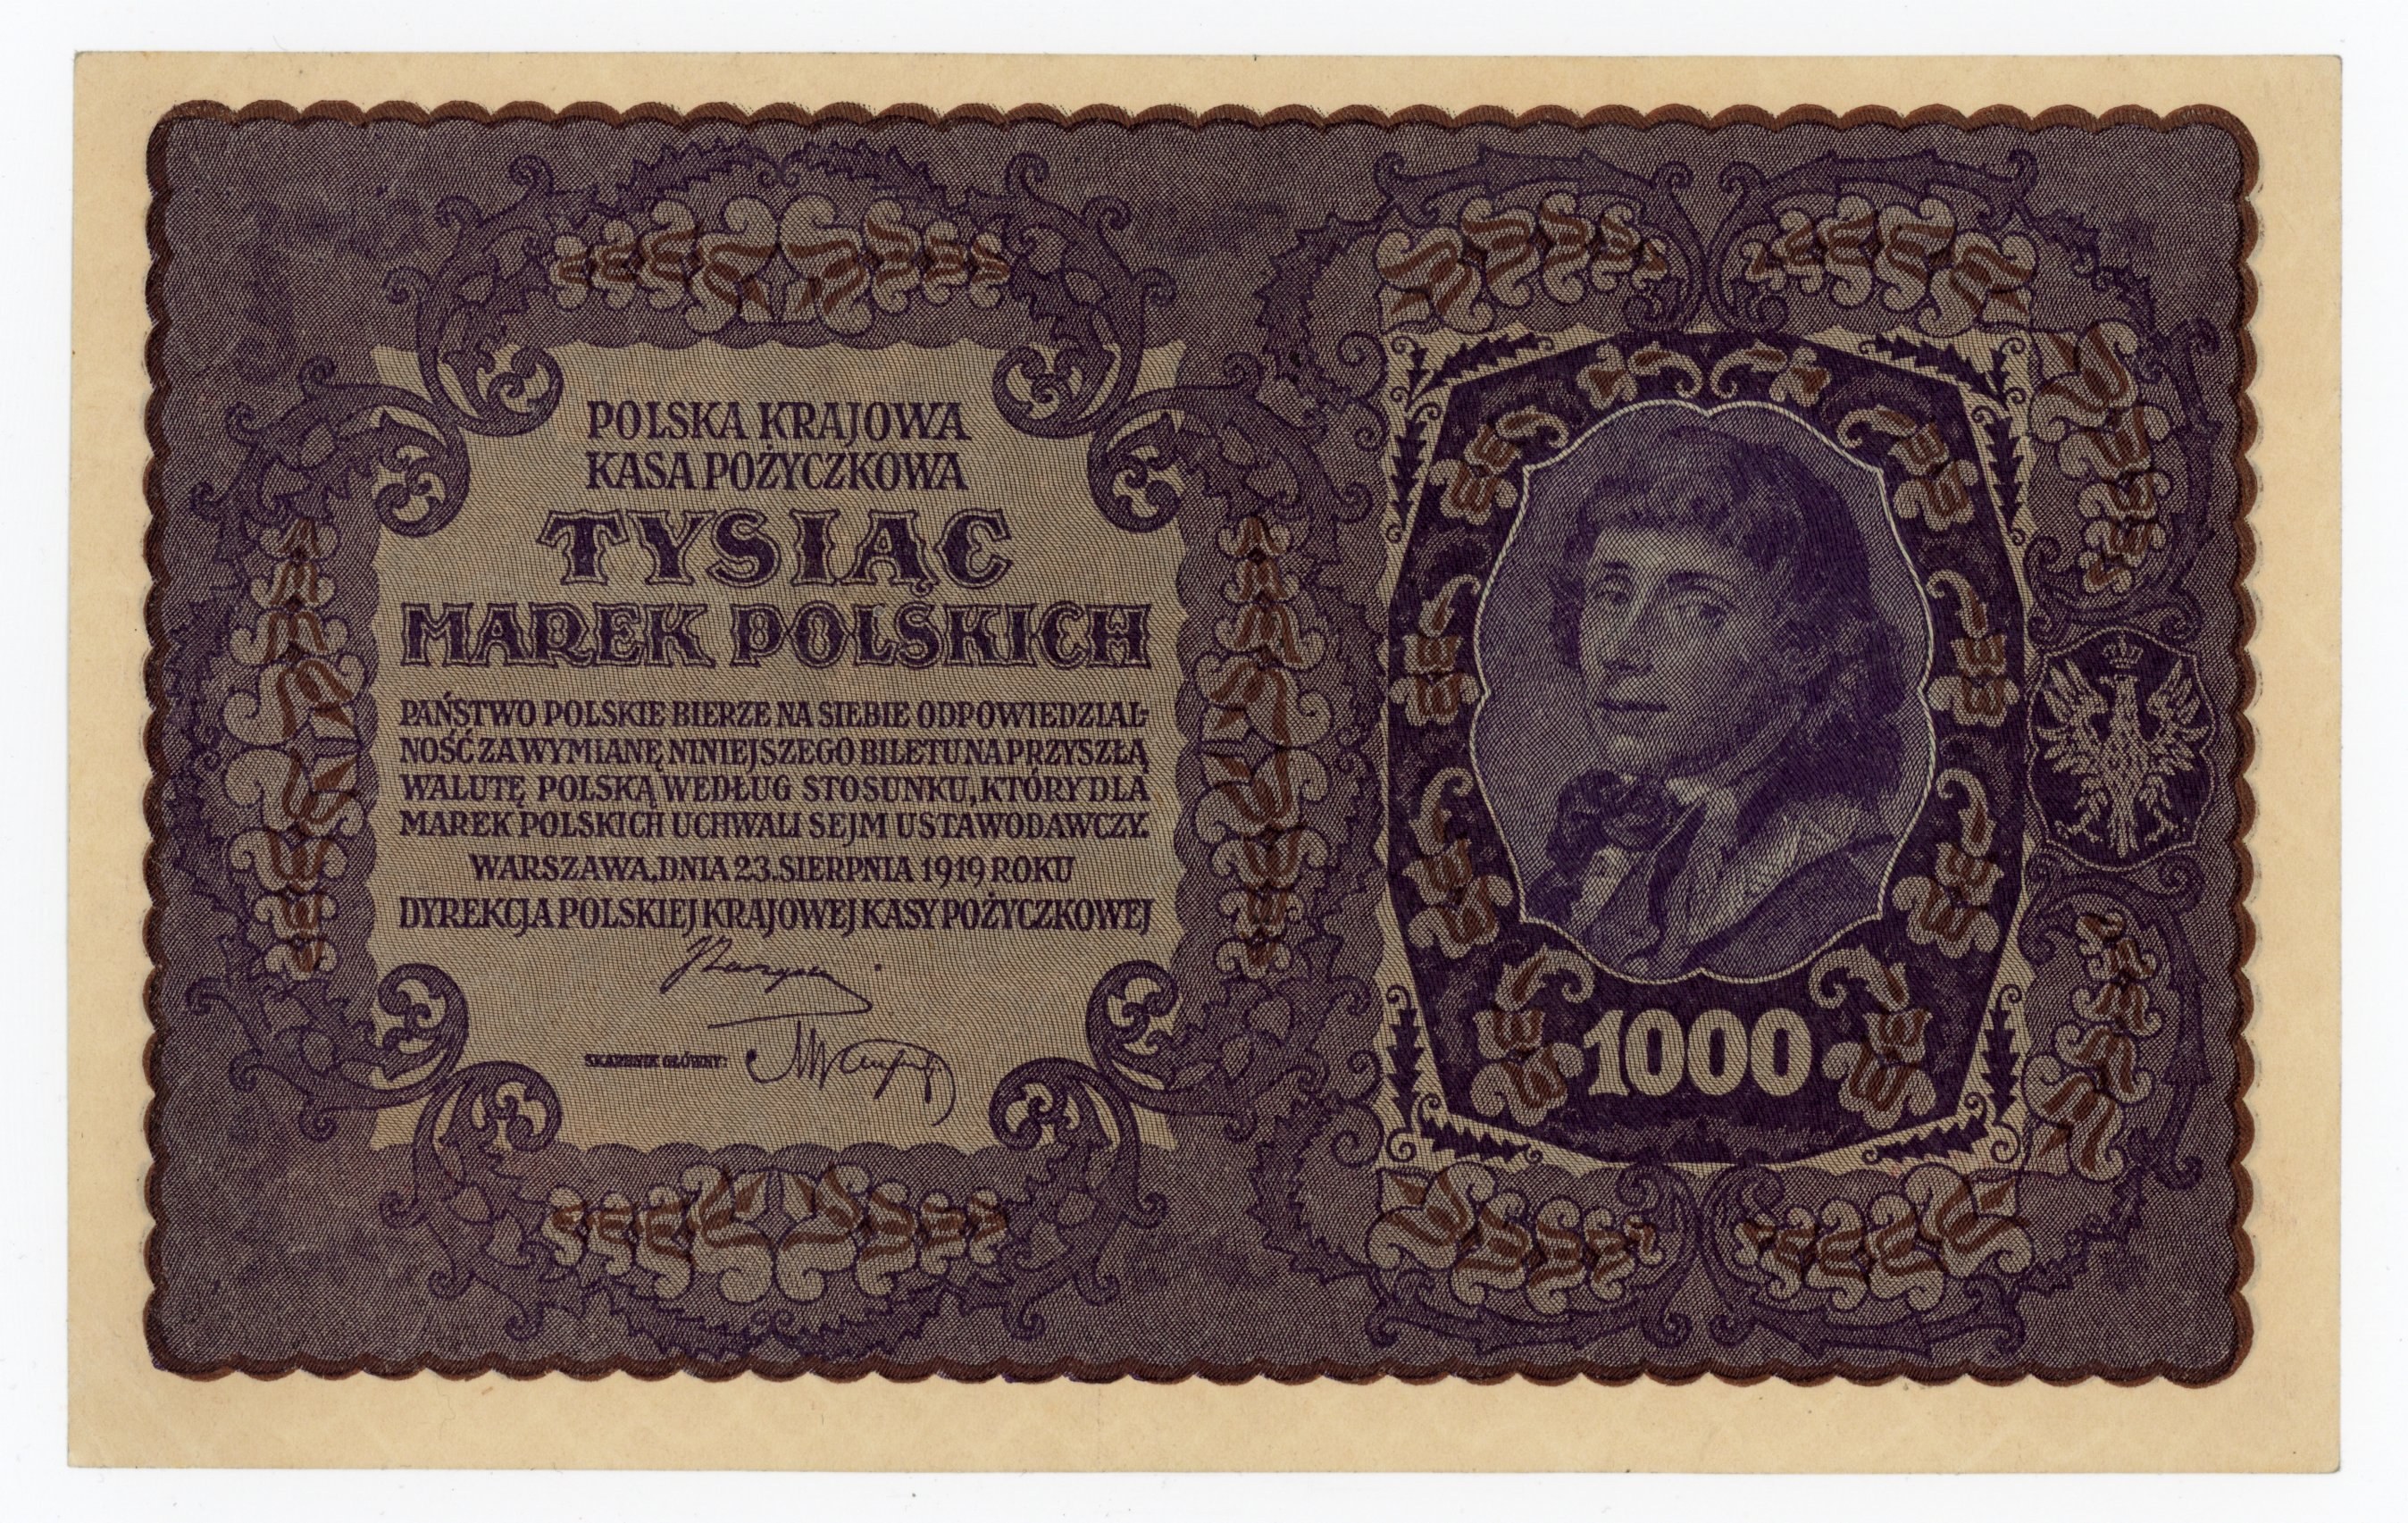 POLSKA KRAJOWA
KASA POŻYCZKOWA
TYSIĄC
MAREK POLSKICH
PAŃSTWO POLSKIE BIERZE NA SIEBIE ODPOWIEDZIAL-
NOŚĆ ZA WYMIANĘ NINIEJSZEGO BILETU NA PRZYSZŁĄ
WALUTĘ POLSKĄ WEDŁUG STOSUNKU, KTÓRY DLA
MAREK POLSKICH UCHWALI SEJM USTAWODAWCZY.
WARSZAWA, DNIA 23. SIERPNIA 1919 ROKU
DYREKCJA POLSKIEJ KRAJOWEJ KASY POŻYCZKOWEJ
SKARBNIK GŁÓWNY:
1000